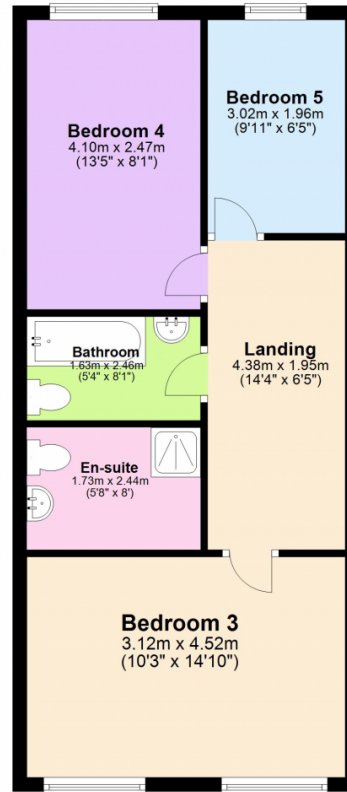 Bedroom 4
4.10m x 2.47m
(13'5" x 8'1")
Bedroom 5
3.02m x 1.96m
(9'11" x 6'5")
Bathroom
1.63m x 2.46m
(5'4" x 8'1")
Landing
4.38m x 1.95m
(14'4" x 6'5")
En-suite
1.73m x 2.44m
(5'8" x 8')
Bedroom 3
3.12m x 4.52m
(10'3" x 14'10")